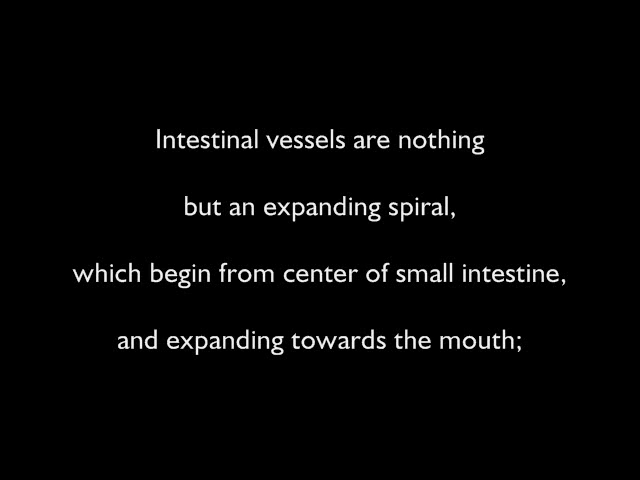 Intestinal vessels are nothing
but an expanding spiral,
which begin from center of small intestine,
and expanding towards the mouth;